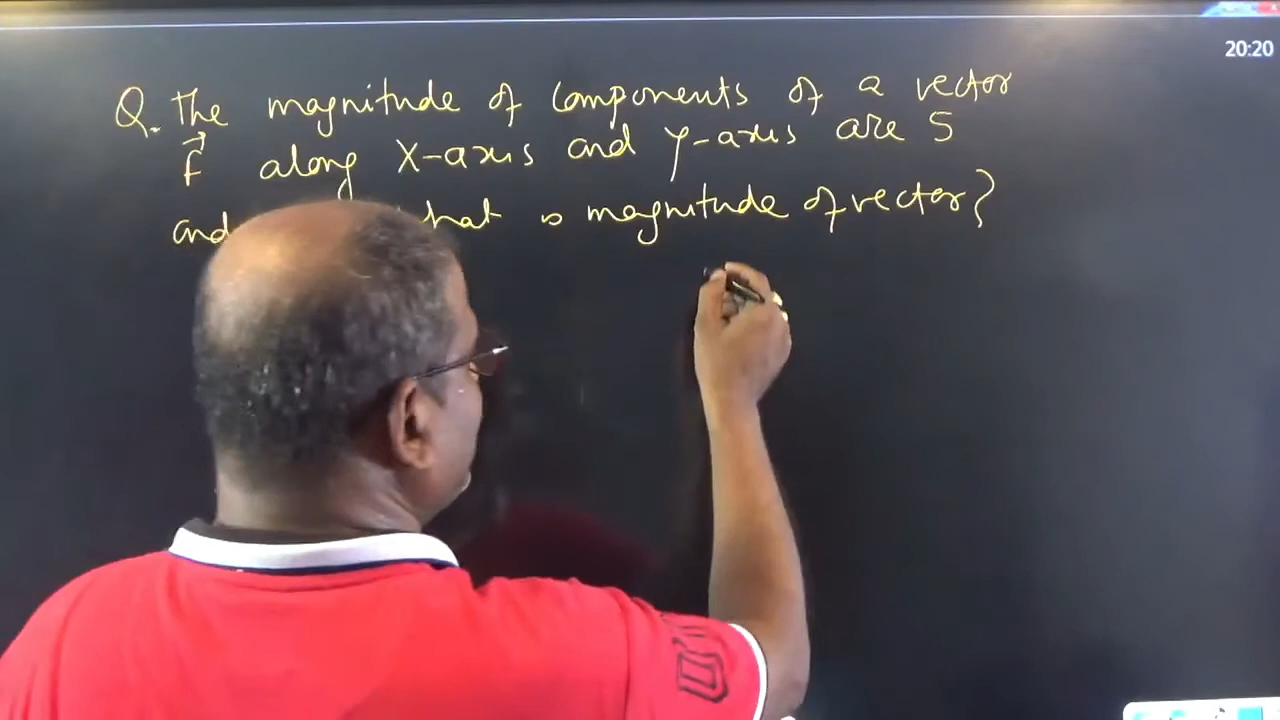 Q. The magnitude of components of a vector
f along X-axis and y-axis are 5
and hat is magnitude of vector?
20:20